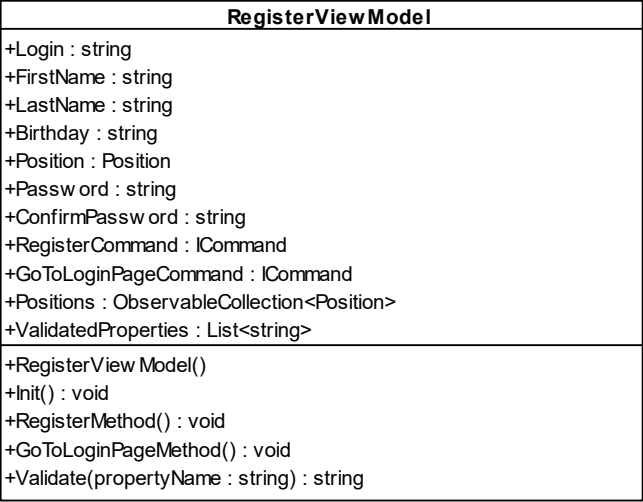 RegisterViewModel
+Login : string
+FirstName : string
+LastName : string
+Birthday : string
+Position : Position
+Password : string
+ConfirmPassword : string
+RegisterCommand : ICommand
+GoToLoginPageCommand : ICommand
+Positions : ObservableCollection<Position>
+ValidatedProperties : List<string>
+RegisterViewModel()
+Init() : void
+RegisterMethod() : void
+GoToLoginPageMethod() : void
+Validate(propertyName : string) : string